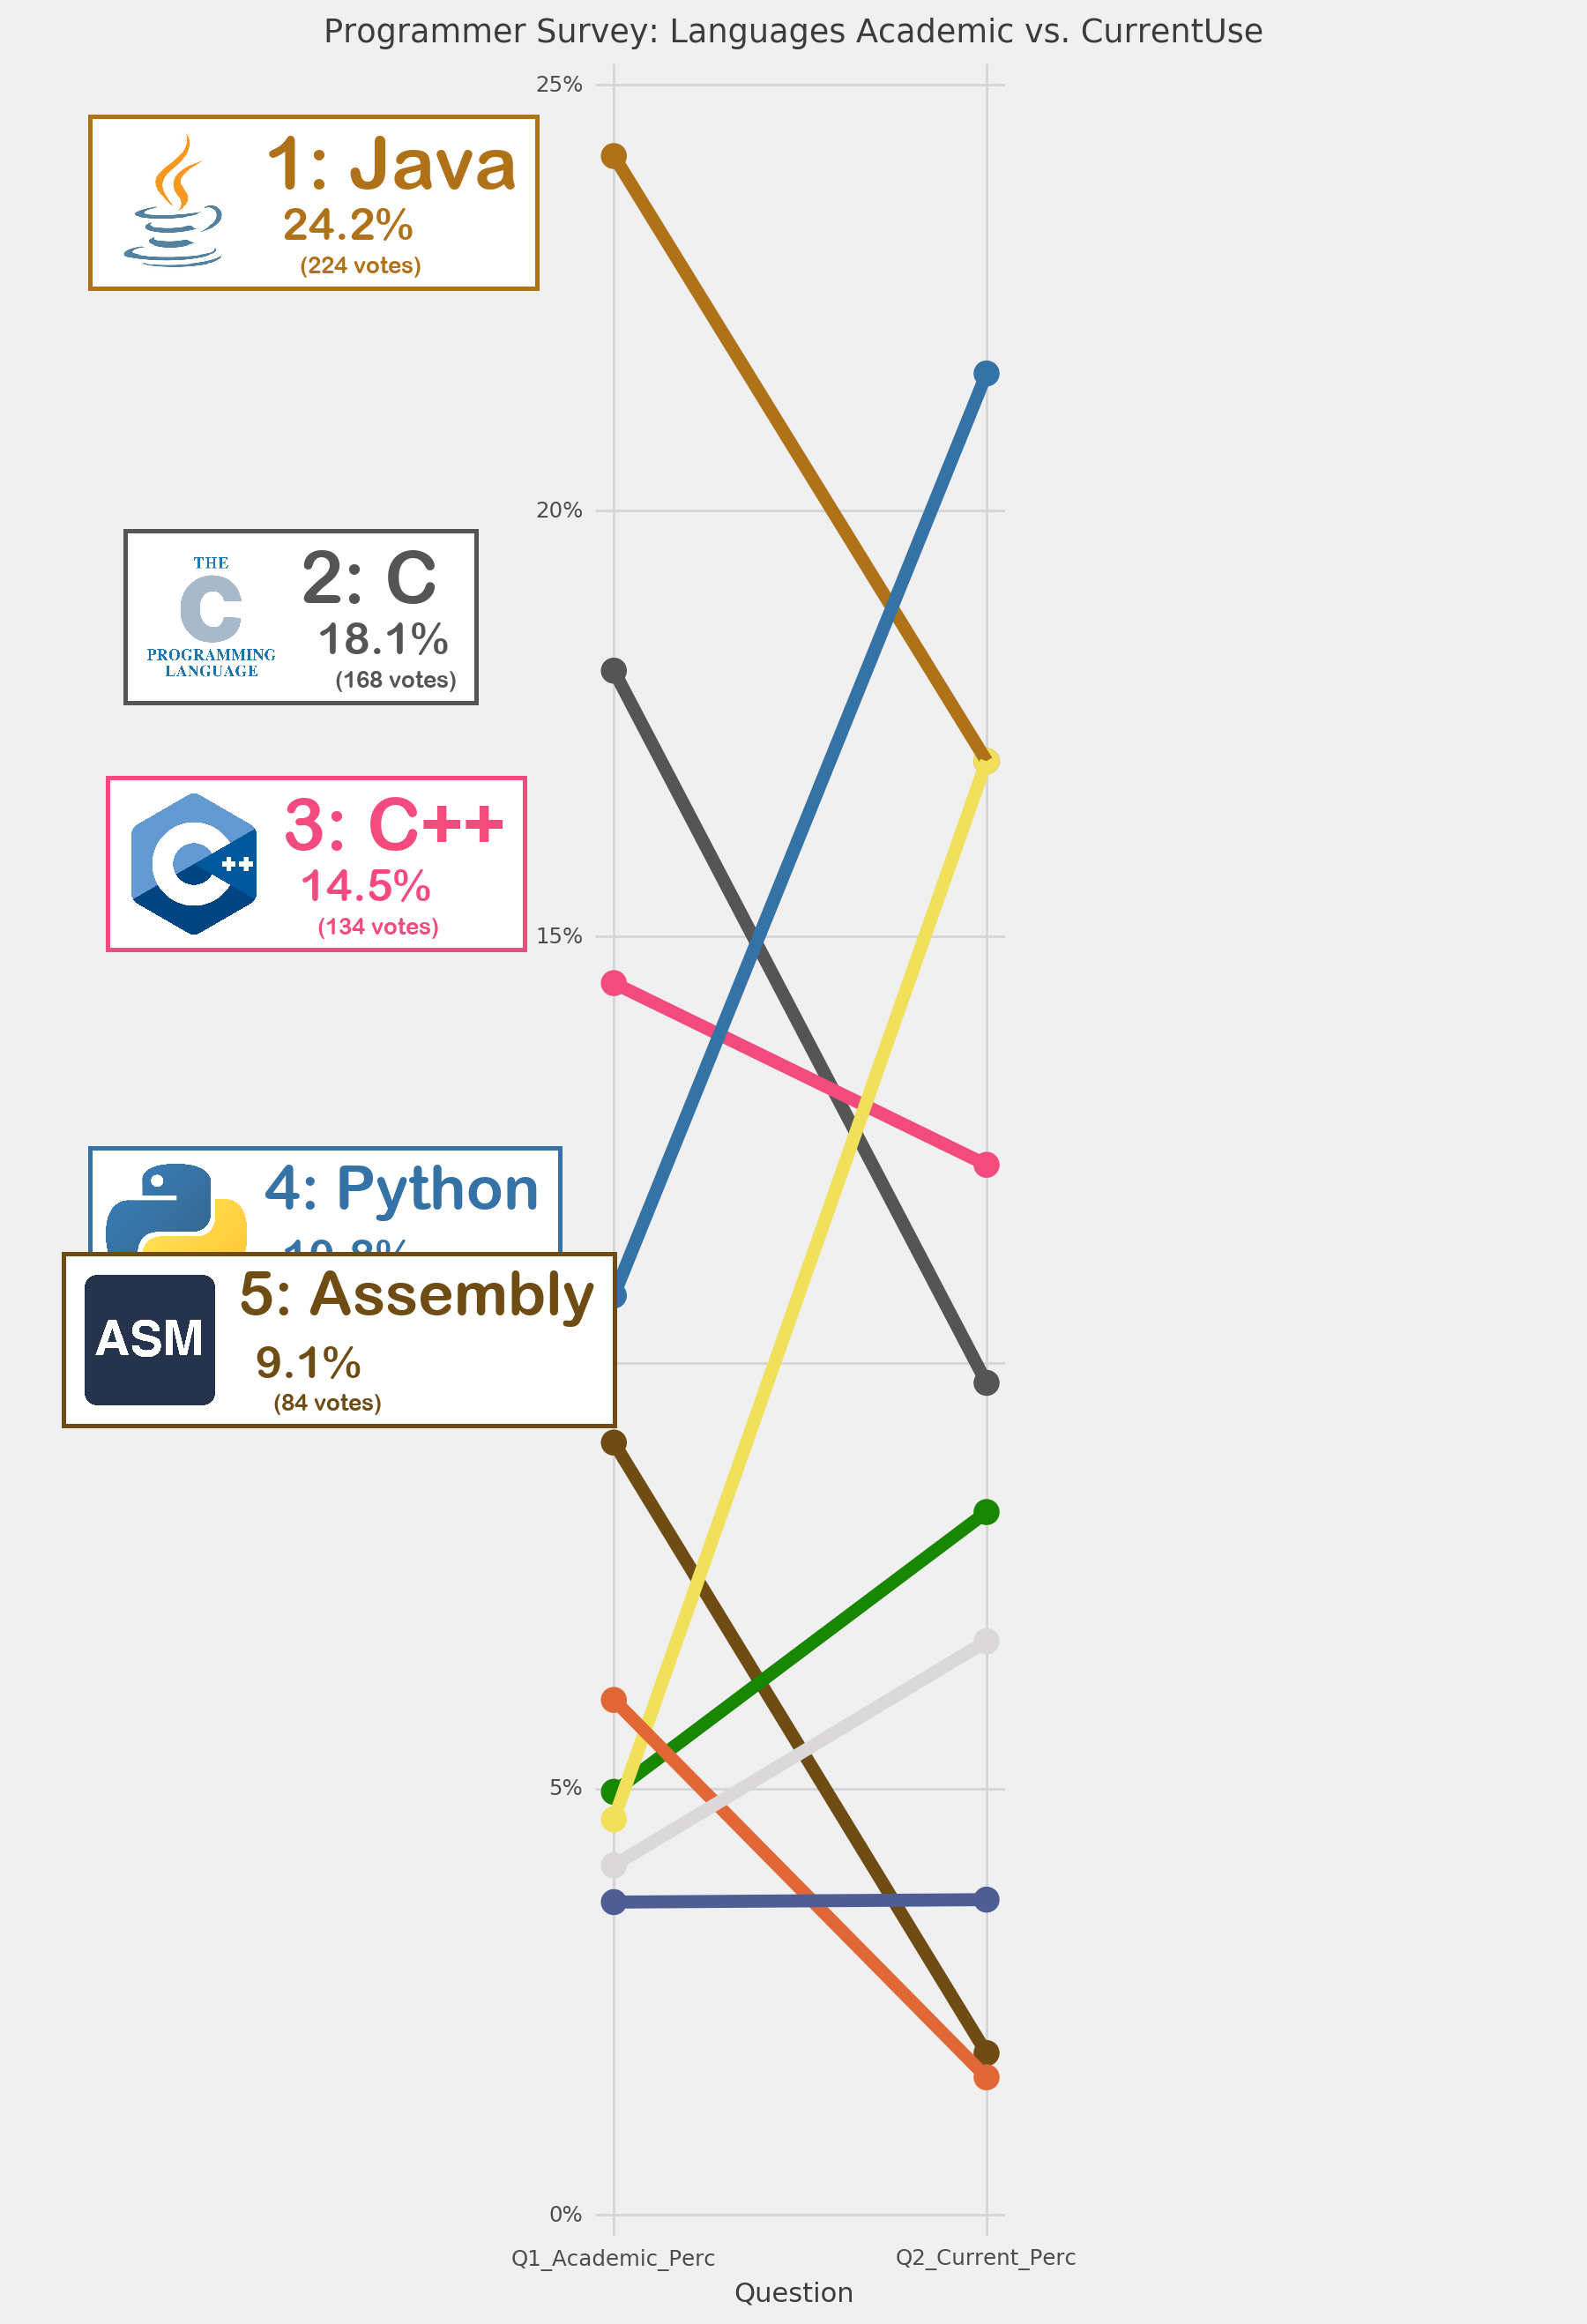 Programmer Survey: Languages Academic vs. CurrentUse
25%
1: Java
24.2%
(224 votes)
20%
THE
C
PROGRAMMING
LANGUAGE
2: C
18.1%
(168 votes)
C++
3: C++
14.5%
(134 votes)
15%
4: Python
10.8%
ASM
5: Assembly
9.1%
(84 votes)
5%
0%
Q1_Academic_Perc
Q2_Current_Perc
Question